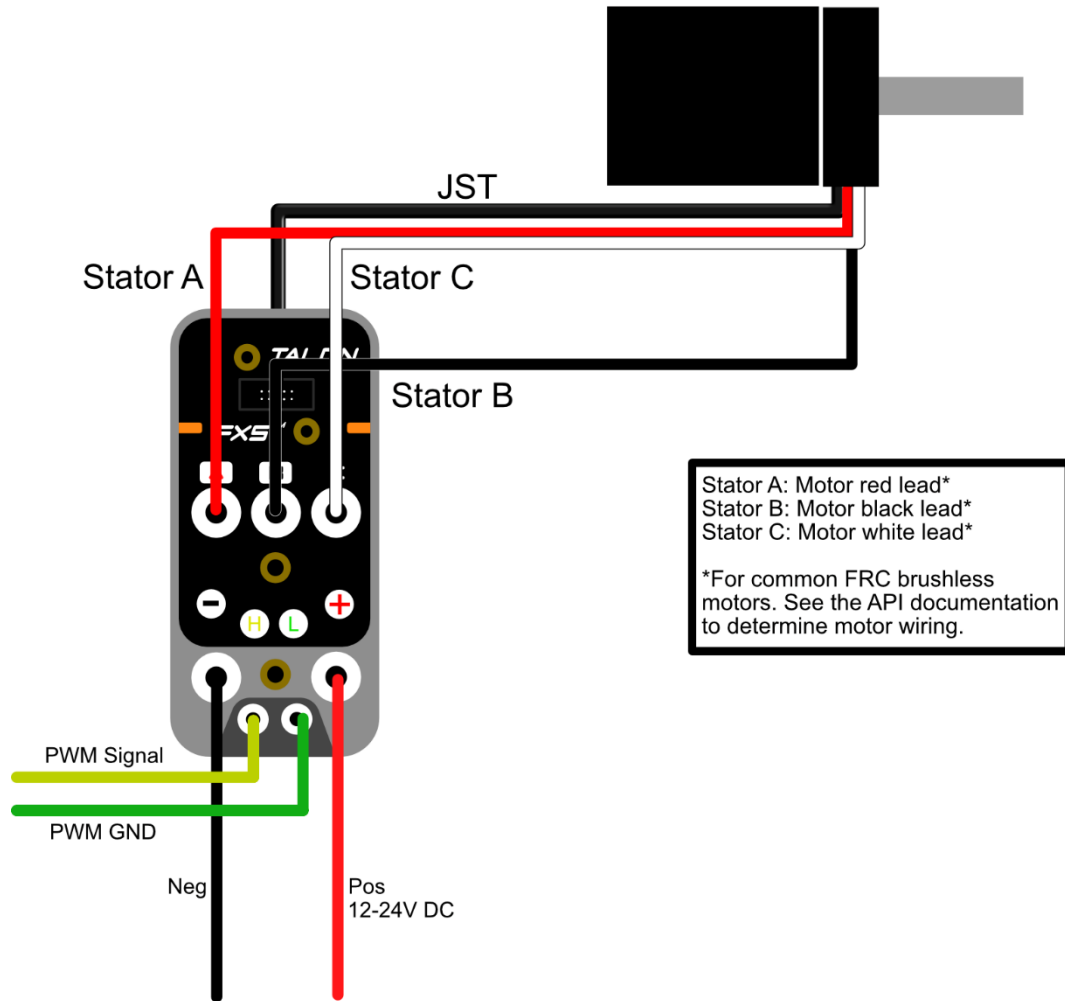 JST
Stator A
Stator C
Stator B
FXS
H
L
Stator A: Motor red lead*
Stator B: Motor black lead*
Stator C: Motor white lead*
*For common FRC brushless
motors. See the API documentation
to determine motor wiring.
PWM Signal
PWM GND
Neg
Pos
12-24V DC